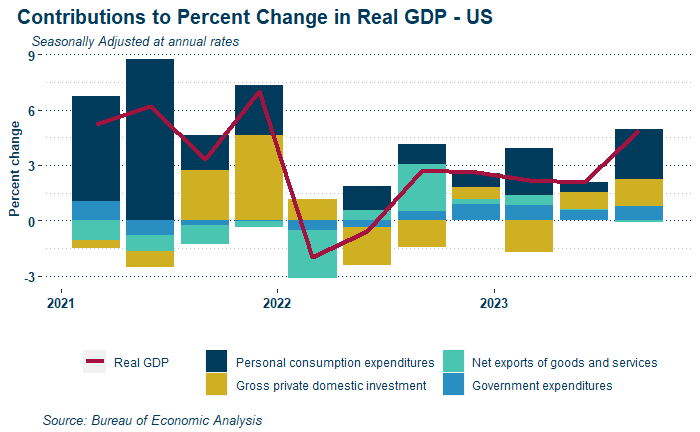 Contributions to Percent Change in Real GDP - US
Seasonally Adjusted at annual rates
Percent change
9
6
3
0
-3
2021 2022 2023
Real GDP Personal consumption expenditures Net exports of goods and services
Gross private domestic investment Government expenditures
Source: Bureau of Economic Analysis